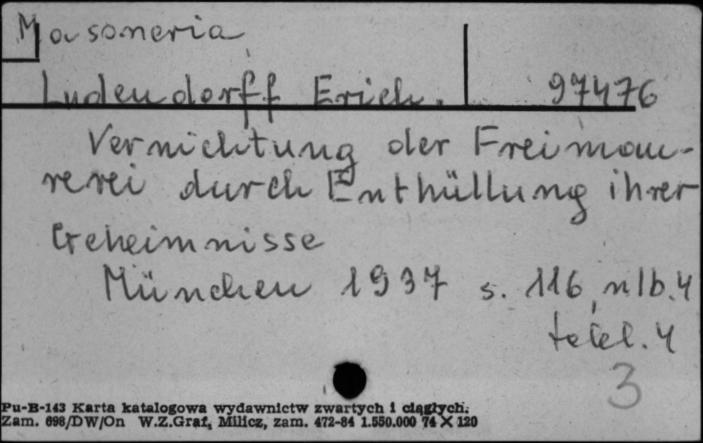 Masoneria
Ludendorff Erich. 97476
Vernichtung der Freimau-
rerei durch Enthüllung ihrer
Geheimnisse
München 1937 s. 116, nlb. 4
tabl. 4
3
Pu-B-143 Karta katalogowa wydawnictw zwartych i ciągłych.
Zam. 698/DW/On W.Z.Graf, Milicz, zam. 472-84 1.550.000 74 X 120